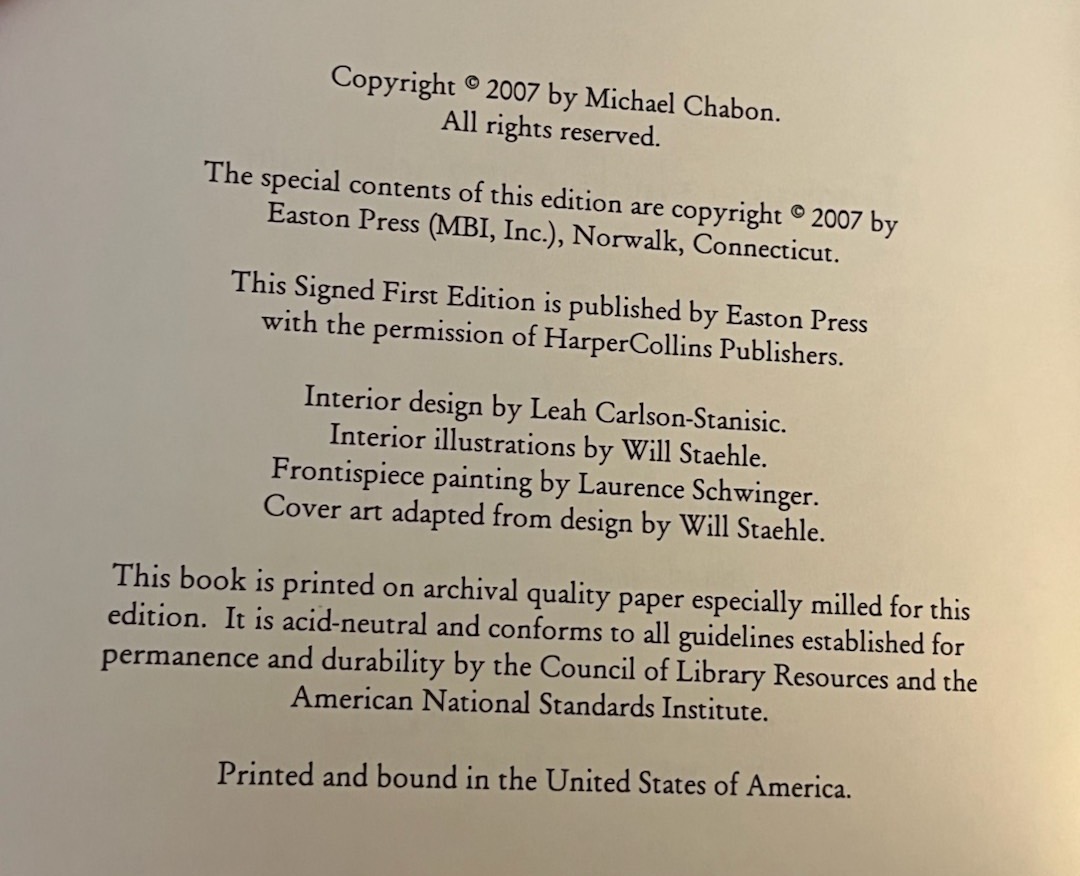 Copyright © 2007 by Michael Chabon.
All rights reserved.
The special contents of this edition are copyright © 2007 by
Easton Press (MBI, Inc.), Norwalk, Connecticut.
This Signed First Edition is published by Easton Press
with the permission of HarperCollins Publishers.
Interior design by Leah Carlson-Stanisic.
Interior illustrations by Will Staehle.
Frontispiece painting by Laurence Schwinger.
Cover art adapted from design by Will Staehle.
This book is printed on archival quality paper especially milled for this
edition. It is acid-neutral and conforms to all guidelines established for
permanence and durability by the Council of Library Resources and the
American National Standards Institute.
Printed and bound in the United States of America.